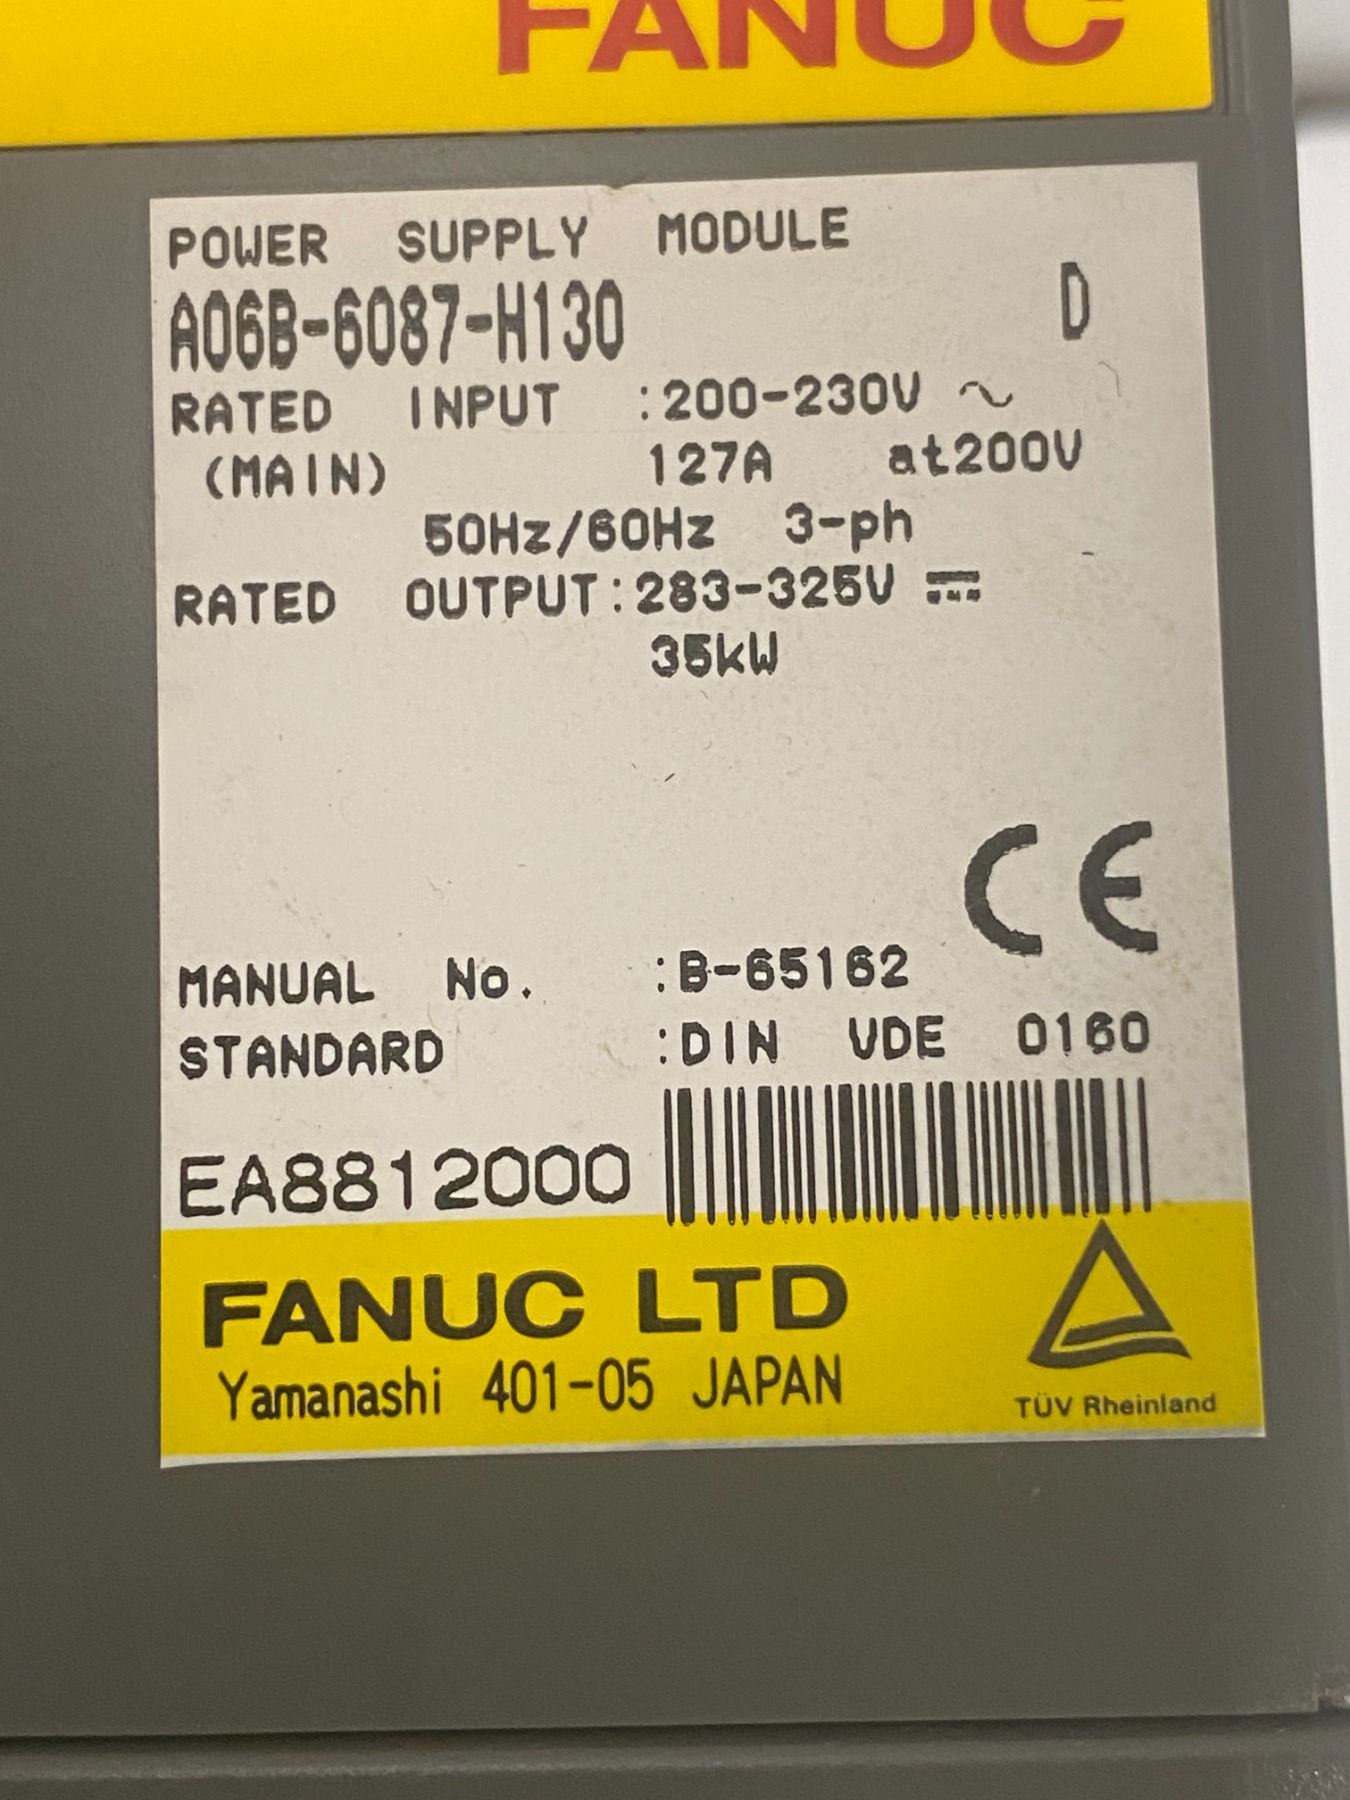 FANUC
POWER SUPPLY MODULE
A06B-6087-H130 D
RATED INPUT :200-230V ~
(MAIN) 127A at200V
50Hz/60Hz 3-ph
RATED OUTPUT:283-325V ⎓
35kW
CE
MANUAL No. :B-65162
STANDARD :DIN VDE 0160
EA8812000
FANUC LTD
Yamanashi 401-05 JAPAN
TÜV Rheinland